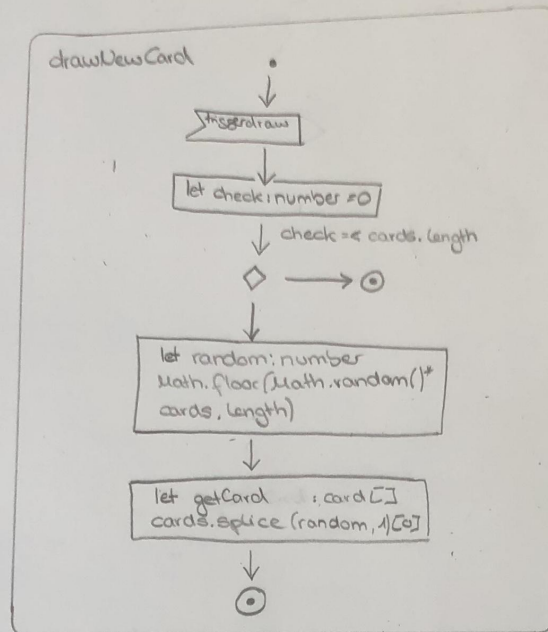 drawNewCard
triggerdraw
let check:number =0
check=< cards.length
let random:number
Math.floor(Math.random()*
cards.length)
let getCard :card[]
cards.splice(random,1)[0]